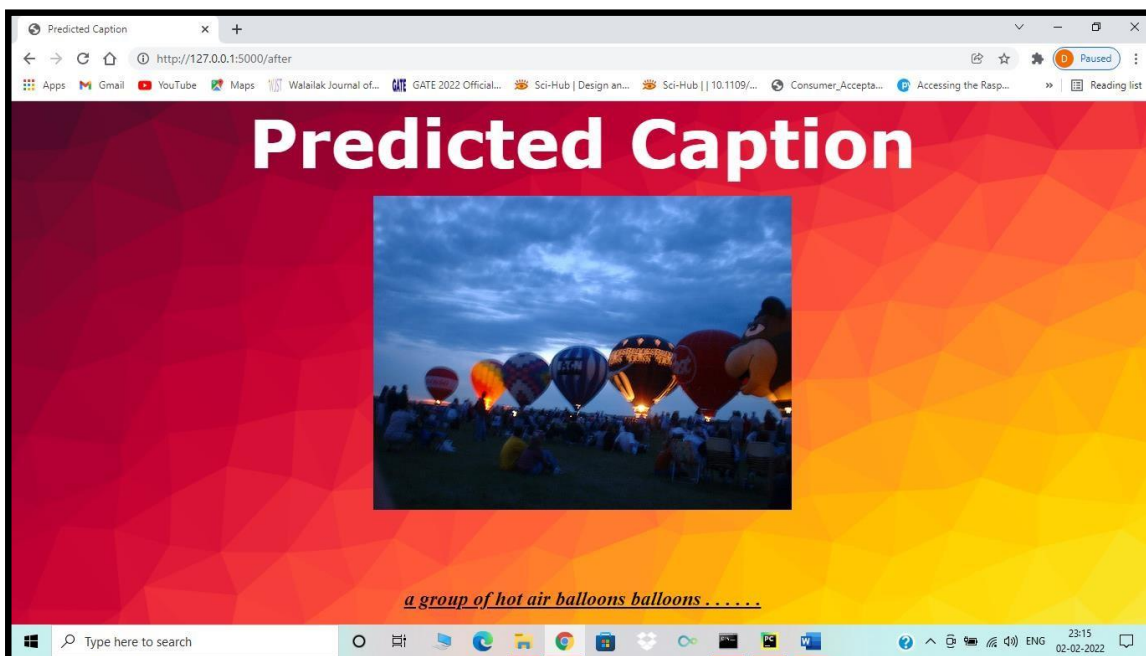 Predicted Caption
http://127.0.0.1:5000/after
Paused
Apps
Gmail
YouTube
Maps
Walailak Journal of...
GATE 2022 Official...
Sci-Hub | Design an...
Sci-Hub | | 10.1109/...
Consumer_Accepta...
Accessing the Rasp...
»
Reading list
Predicted Caption
E·T·N
a group of hot air balloons balloons . . . . . .
Type here to search
ENG
23:15
02-02-2022